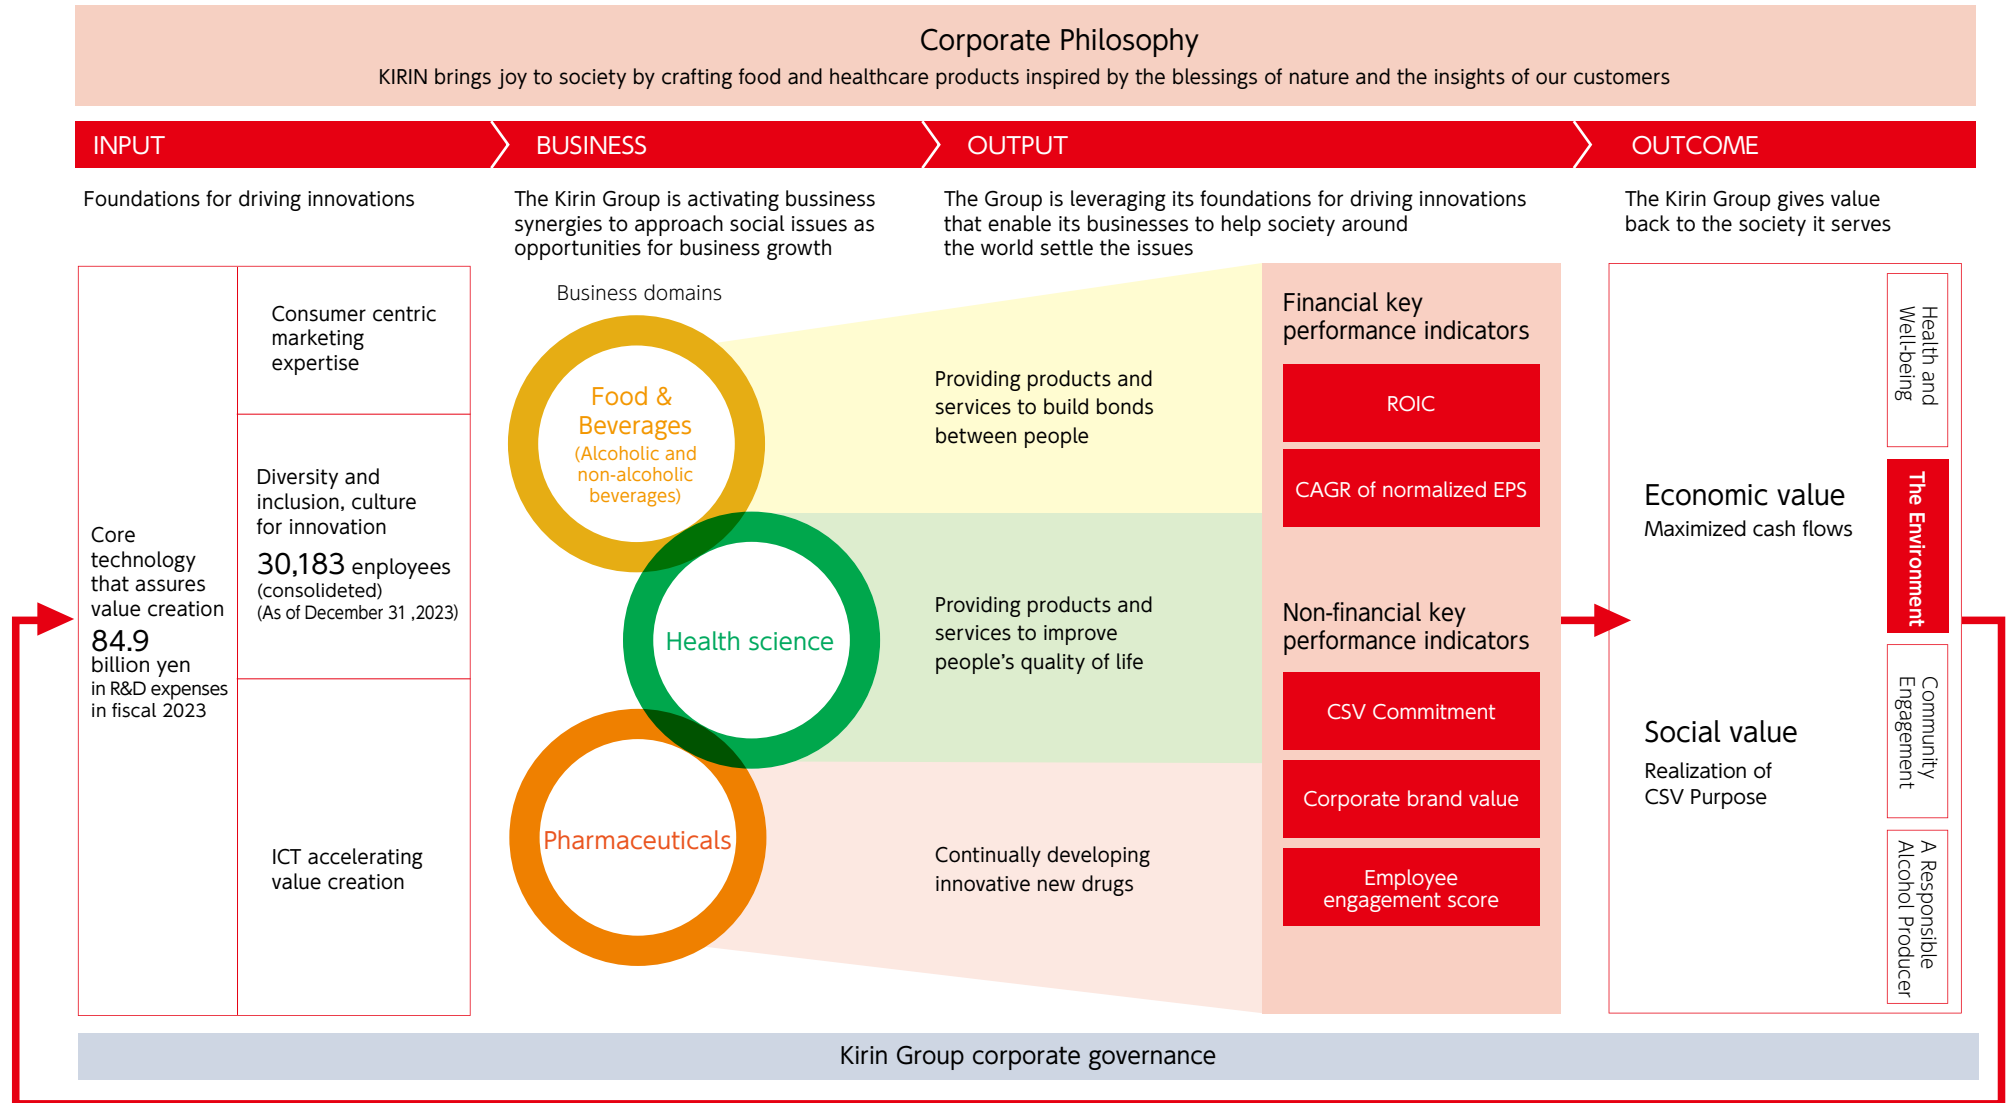 Corporate Philosophy
KIRIN brings joy to society by crafting food and healthcare products inspired by the blessings of nature and the insights of our customers
INPUT
BUSINESS
OUTPUT
OUTCOME
Foundations for driving innovations
The Kirin Group is activating bussiness
synergies to approach social issues as
opportunities for business growth
The Group is leveraging its foundations for driving innovations
that enable its businesses to help society around
the world settle the issues
The Kirin Group gives value
back to the society it serves
Core
technology
that assures
value creation
84.9
billion yen
in R&D expenses
in fiscal 2023
Consumer centric
marketing
expertise
Diversity and
inclusion, culture
for innovation
30,183 employees
(consolideted)
(As of December 31 ,2023)
ICT accelerating
value creation
Business domains
Food &
Beverages
(Alcoholic and
non-alcoholic
beverages)
Health science
Pharmaceuticals
Providing products and
services to build bonds
between people
Providing products and
services to improve
people's quality of life
Continually developing
innovative new drugs
Financial key
performance indicators
ROIC
CAGR of normalized EPS
Non-financial key
performance indicators
CSV Commitment
Corporate brand value
Employee
engagement score
Economic value
Maximized cash flows
Social value
Realization of
CSV Purpose
Health and
Well-being
The Environment
Community
Engagement
A Responsible
Alcohol Producer
Kirin Group corporate governance